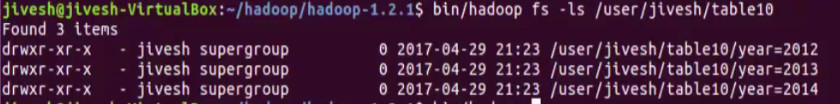 jivesh@jivesh-VirtualBox:~/hadoop/hadoop-1.2.1$ bin/hadoop fs -ls /user/jivesh/table10
Found 3 items
drwxr-xr-x   - jivesh supergroup          0 2017-04-29 21:23 /user/jivesh/table10/year=2012
drwxr-xr-x   - jivesh supergroup          0 2017-04-29 21:23 /user/jivesh/table10/year=2013
drwxr-xr-x   - jivesh supergroup          0 2017-04-29 21:23 /user/jivesh/table10/year=2014